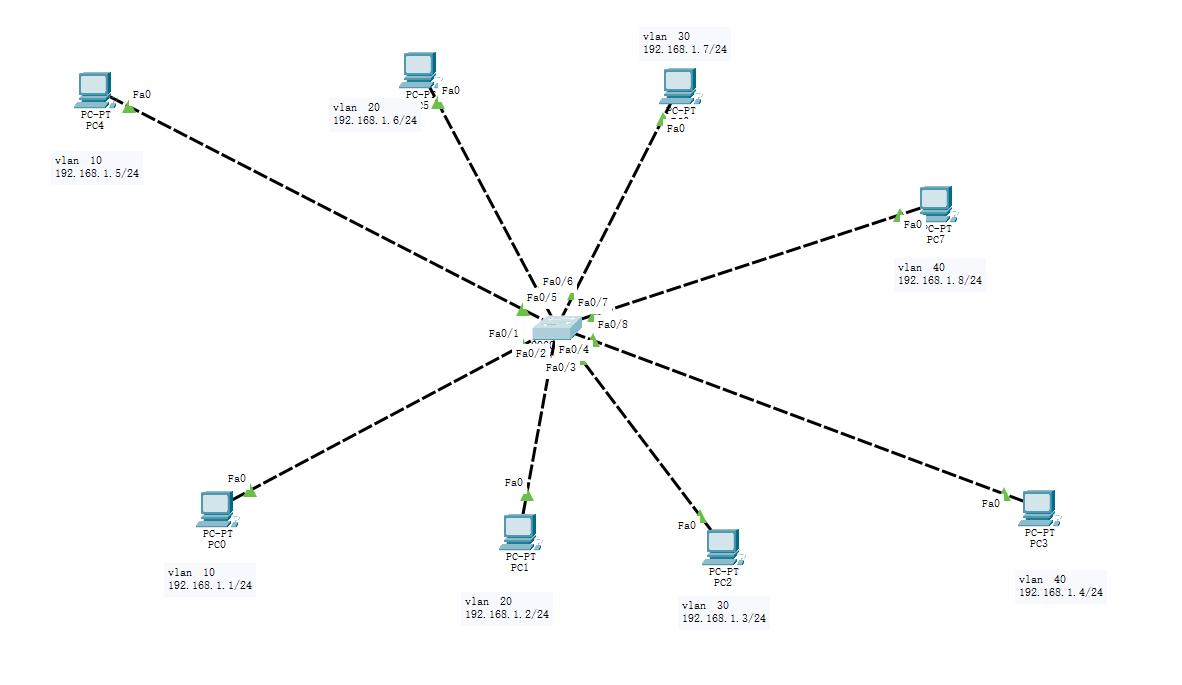 vlan 30
192.168.1.7/24
Fa0
PC-PT
PC4
vlan 10
192.168.1.5/24
Fa0
vlan 20
192.168.1.6/24
Fa0
Fa0
PC-PT
PC7
vlan 40
192.168.1.8/24
Fa0/6
Fa0/5
Fa0/7
Fa0/8
Fa0/1
Fa0/2
Fa0/4
Fa0/3
Fa0
PC-PT
PC0
vlan 10
192.168.1.1/24
Fa0
PC-PT
PC1
vlan 20
192.168.1.2/24
Fa0
PC-PT
PC2
vlan 30
192.168.1.3/24
Fa0
PC-PT
PC3
vlan 40
192.168.1.4/24